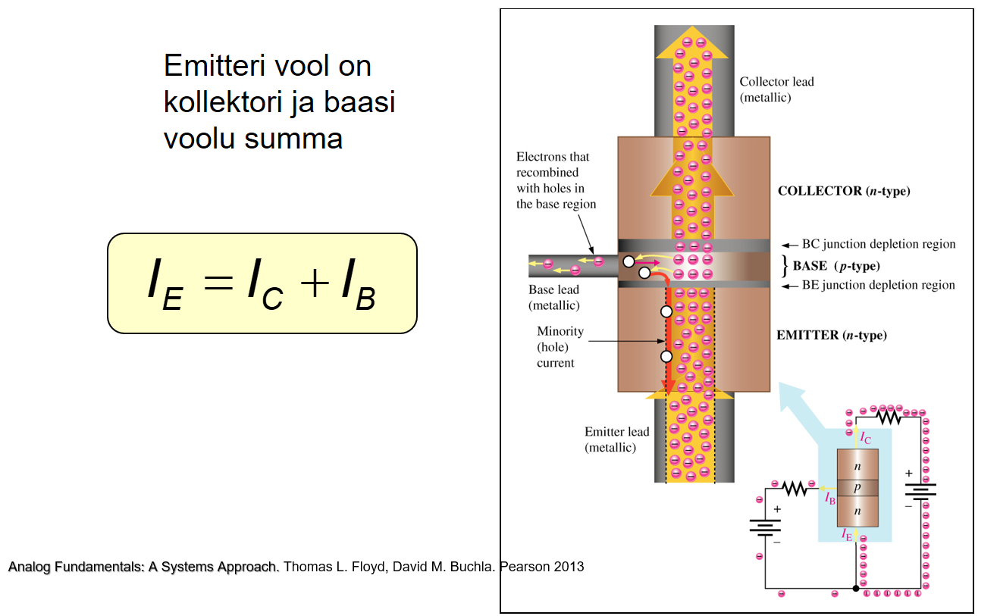 Emitteri vool on
kollektori ja baasi
voolu summa
I_E = I_C + I_B
Collector lead
(metallic)
Electrons that
recombined
with holes in
the base region
COLLECTOR (n-type)
BC junction depletion region
BASE (p-type)
BE junction depletion region
Base lead
(metallic)
Minority
(hole)
current
EMITTER (n-type)
Emitter lead
(metallic)
I_C
n
+
p
I_B
−
n
+
I_E
−
Analog Fundamentals: A Systems Approach. Thomas L. Floyd, David M. Buchla. Pearson 2013